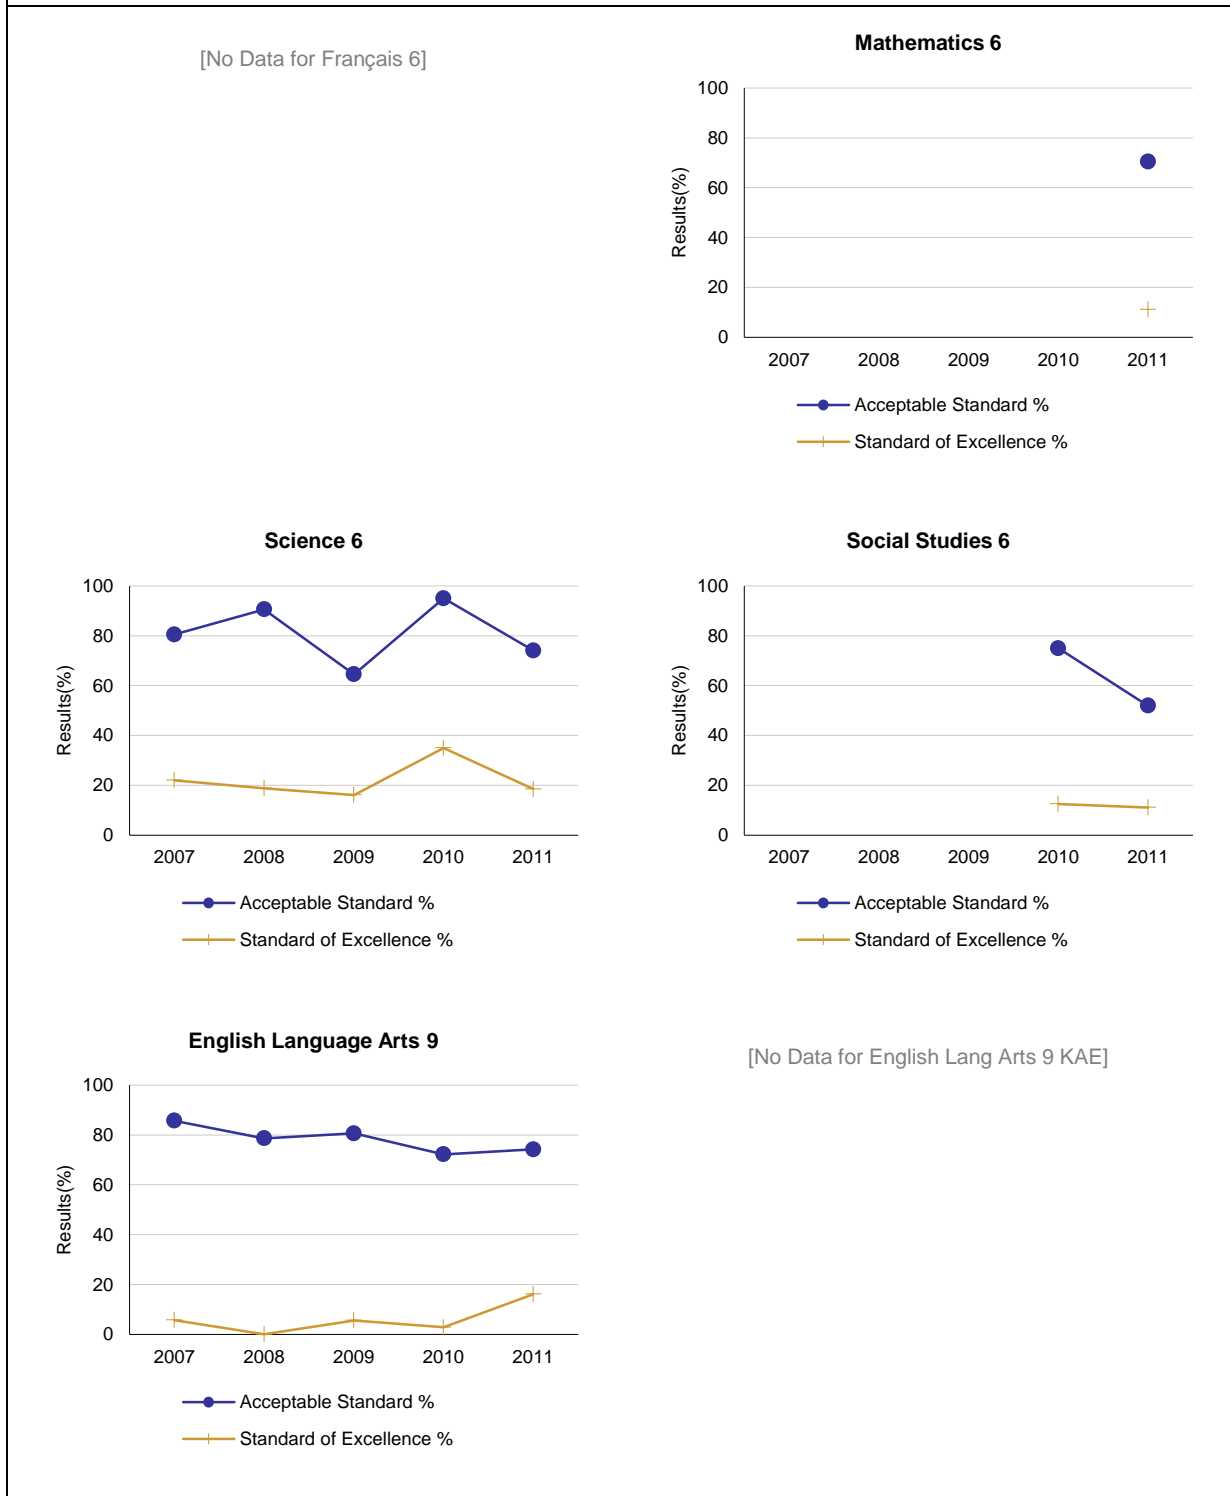 [No Data for Français 6]
Mathematics 6
100
80
60
40
20
0
Results(%)
2007 2008 2009 2010 2011
Acceptable Standard %
Standard of Excellence %
Science 6
100
80
60
40
20
0
Results(%)
2007 2008 2009 2010 2011
Acceptable Standard %
Standard of Excellence %
Social Studies 6
100
80
60
40
20
0
Results(%)
2007 2008 2009 2010 2011
Acceptable Standard %
Standard of Excellence %
English Language Arts 9
100
80
60
40
20
0
Results(%)
2007 2008 2009 2010 2011
Acceptable Standard %
Standard of Excellence %
[No Data for English Lang Arts 9 KAE]